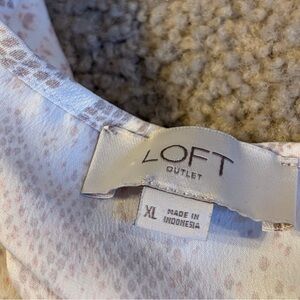 LOFT
OUTLET
XL
MADE IN
INDONESIA